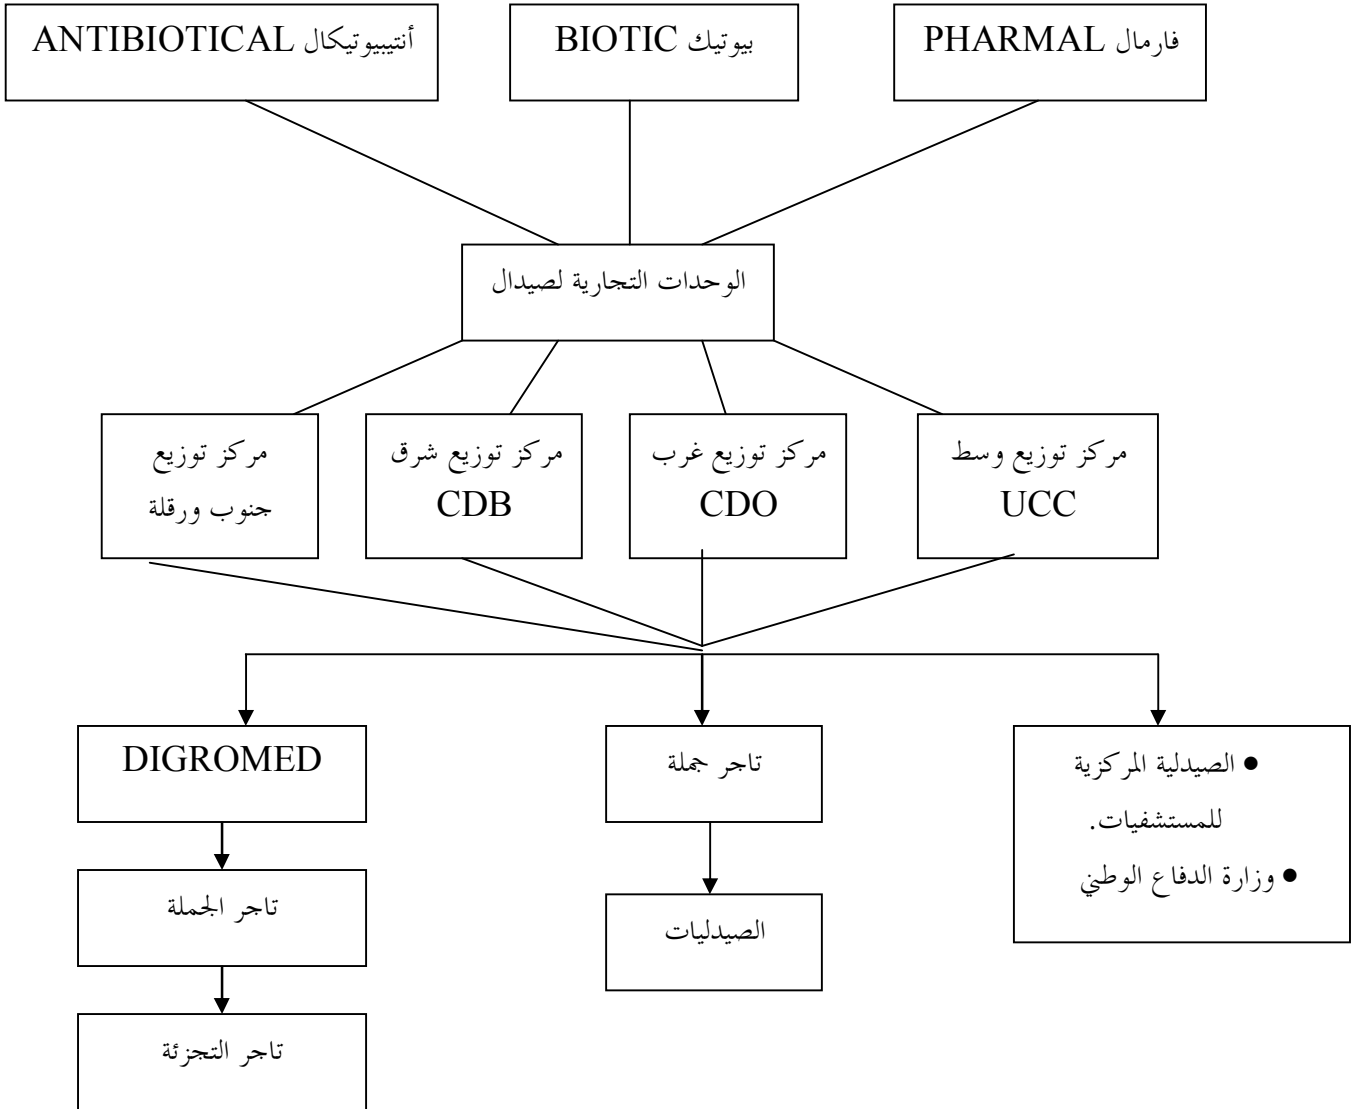 فارمال PHARMAL
بيوتيك BIOTIC
أنتيبيوتيكال ANTIBIOTICAL
الوحدات التجارية لصيدال
مركز توزيع وسط
UCC
مركز توزيع غرب
CDO
مركز توزيع شرق
CDB
مركز توزيع
جنوب ورقلة
● الصيدلية المركزية
للمستشفيات.
● وزارة الدفاع الوطني
تاجر جملة
الصيدليات
DIGROMED
تاجر الجملة
تاجر التجزئة